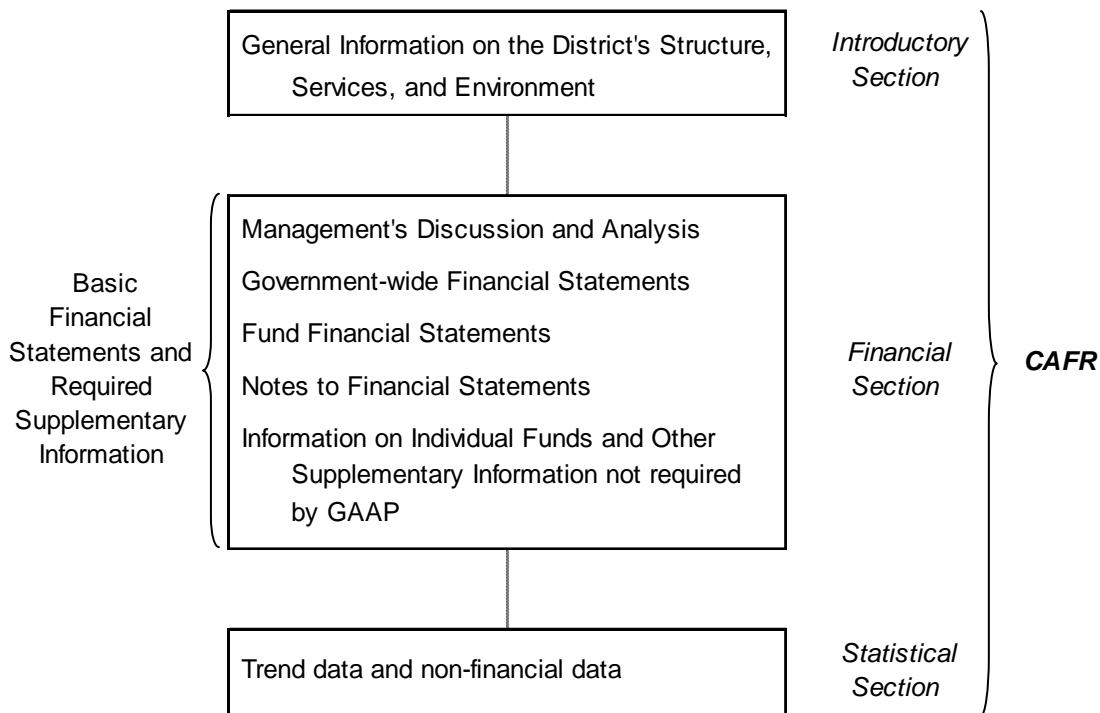 General Information on the District's Structure,
Services, and Environment
Introductory
Section
Basic
Financial
Statements and
Required
Supplementary
Information
Management's Discussion and Analysis
Government-wide Financial Statements
Fund Financial Statements
Notes to Financial Statements
Information on Individual Funds and Other
Supplementary Information not required
by GAAP
Financial
Section
CAFR
Trend data and non-financial data
Statistical
Section